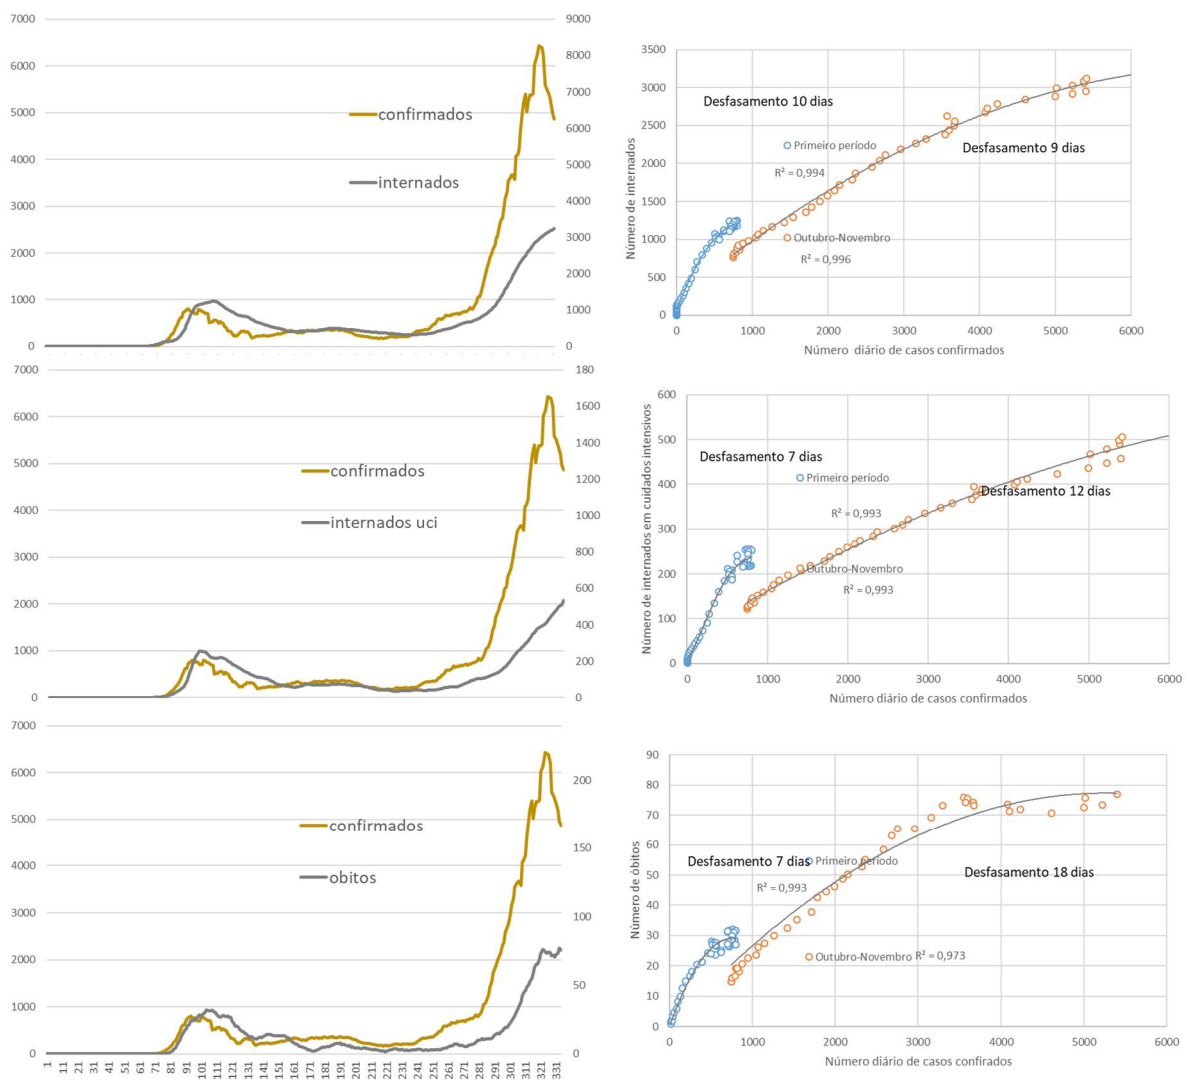 7000
6000
5000
4000
3000
2000
1000
0
9000
8000
7000
6000
5000
4000
3000
2000
1000
0
confirmados
internados
3500
3000
2500
2000
1500
1000
500
0
Número de internados
Desfasamento 10 dias
Primeiro período
R² = 0,994
Desfasamento 9 dias
Outubro-Novembro
R² = 0,996
0 1000 2000 3000 4000 5000 6000
Número diário de casos confirmados
7000
6000
5000
4000
3000
2000
1000
0
180
1600
1400
1200
1000
800
600
400
200
0
confirmados
internados uci
600
500
400
300
200
100
0
Número de internados em cuidados intensivos
Desfasamento 7 dias
Primeiro período
Desfasamento 12 dias
R² = 0,993
Outubro-Novembro
R² = 0,993
0 1000 2000 3000 4000 5000 6000
Número diário de casos confirmados
7000
6000
5000
4000
3000
2000
1000
0
200
150
100
50
0
confirmados
obitos
1 11 21 31 41 51 61 71 81 91 101 111 121 131 141 151 161 171 181 191 201 211 221 231 241 251 261 271 281 291 301 311 321 331
90
80
70
60
50
40
30
20
10
0
Número de óbitos
Desfasamento 7 dias
Primeiro período
R² = 0,993
Desfasamento 18 dias
Outubro-Novembro R² = 0,973
0 1000 2000 3000 4000 5000 6000
Número diário de casos confirados